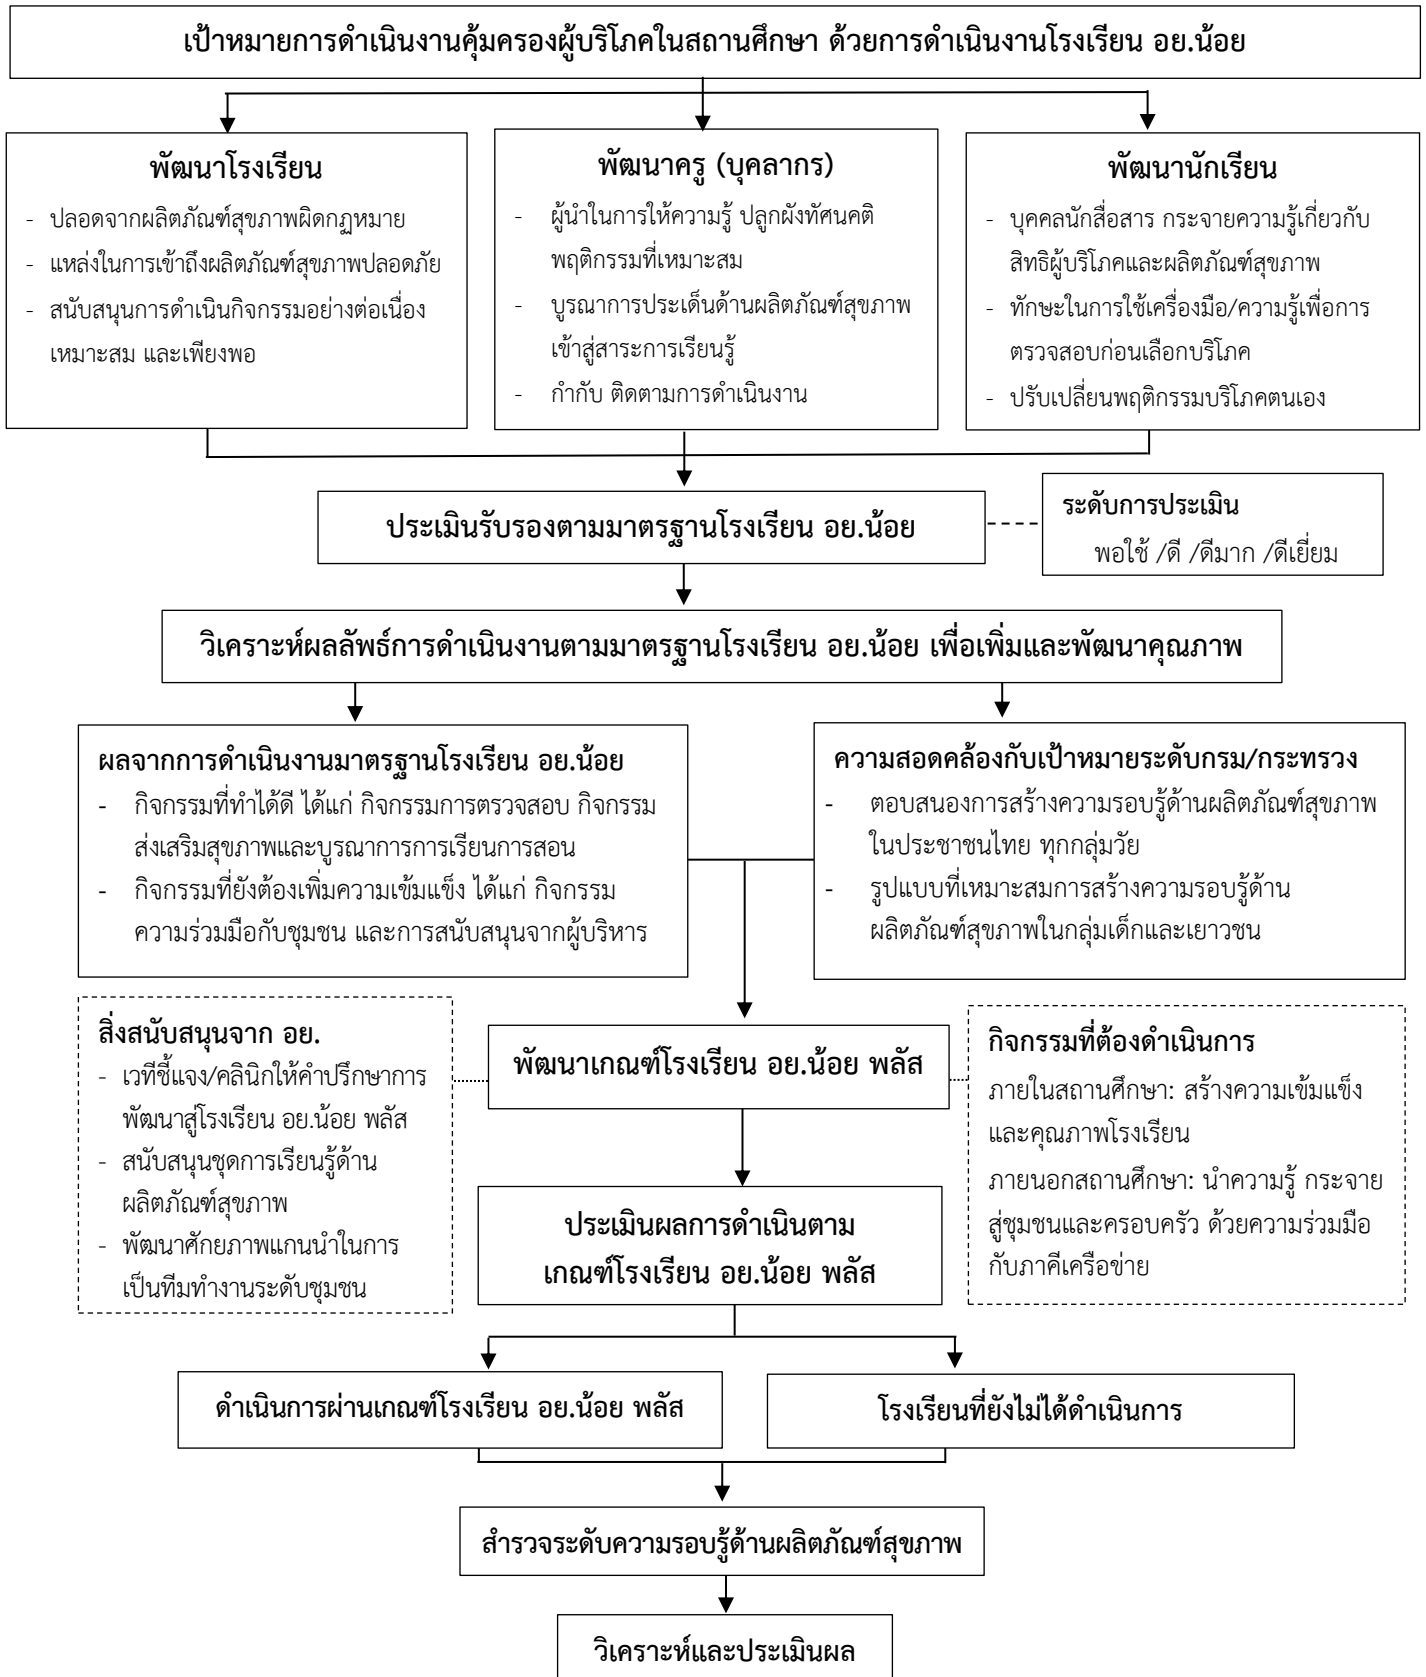 เป้าหมายการดำเนินงานคุ้มครองผู้บริโภคในสถานศึกษา ด้วยการดำเนินงานโรงเรียน อย.น้อย
พัฒนาโรงเรียน
- ปลอดจากผลิตภัณฑ์สุขภาพผิดกฎหมาย
- แหล่งในการเข้าถึงผลิตภัณฑ์สุขภาพปลอดภัย
- สนับสนุนการดำเนินกิจกรรมอย่างต่อเนื่อง
เหมาะสม และเพียงพอ
พัฒนาครู (บุคลากร)
- ผู้นำในการให้ความรู้ ปลูกผังทัศนคติ
พฤติกรรมที่เหมาะสม
- บูรณาการประเด็นด้านผลิตภัณฑ์สุขภาพ
เข้าสู่สาระการเรียนรู้
- กำกับ ติดตามการดำเนินงาน
พัฒนานักเรียน
- บุคคลนักสื่อสาร กระจายความรู้เกี่ยวกับ
สิทธิผู้บริโภคและผลิตภัณฑ์สุขภาพ
- ทักษะในการใช้เครื่องมือ/ความรู้เพื่อการ
ตรวจสอบก่อนเลือกบริโภค
- ปรับเปลี่ยนพฤติกรรมบริโภคตนเอง
ประเมินรับรองตามมาตรฐานโรงเรียน อย.น้อย
ระดับการประเมิน
พอใช้ /ดี /ดีมาก /ดีเยี่ยม
วิเคราะห์ผลลัพธ์การดำเนินงานตามมาตรฐานโรงเรียน อย.น้อย เพื่อเพิ่มและพัฒนาคุณภาพ
ผลจากการดำเนินงานมาตรฐานโรงเรียน อย.น้อย
- กิจกรรมที่ทำได้ดี ได้แก่ กิจกรรมการตรวจสอบ กิจกรรม
ส่งเสริมสุขภาพและบูรณาการการเรียนการสอน
- กิจกรรมที่ยังต้องเพิ่มความเข้มแข็ง ได้แก่ กิจกรรม
ความร่วมมือกับชุมชน และการสนับสนุนจากผู้บริหาร
ความสอดคล้องกับเป้าหมายระดับกรม/กระทรวง
- ตอบสนองการสร้างความรอบรู้ด้านผลิตภัณฑ์สุขภาพ
ในประชาชนไทย ทุกกลุ่มวัย
- รูปแบบที่เหมาะสมการสร้างความรอบรู้ด้าน
ผลิตภัณฑ์สุขภาพในกลุ่มเด็กและเยาวชน
สิ่งสนับสนุนจาก อย.
- เวทีชี้แจง/คลินิกให้คำปรึกษาการ
พัฒนาสู่โรงเรียน อย.น้อย พลัส
- สนับสนุนชุดการเรียนรู้ด้าน
ผลิตภัณฑ์สุขภาพ
- พัฒนาศักยภาพแกนนำในการ
เป็นทีมทำงานระดับชุมชน
พัฒนาเกณฑ์โรงเรียน อย.น้อย พลัส
กิจกรรมที่ต้องดำเนินการ
ภายในสถานศึกษา: สร้างความเข้มแข็ง
และคุณภาพโรงเรียน
ภายนอกสถานศึกษา: นำความรู้ กระจาย
สู่ชุมชนและครอบครัว ด้วยความร่วมมือ
กับภาคีเครือข่าย
ประเมินผลการดำเนินตาม
เกณฑ์โรงเรียน อย.น้อย พลัส
ดำเนินการผ่านเกณฑ์โรงเรียน อย.น้อย พลัส
โรงเรียนที่ยังไม่ได้ดำเนินการ
สำรวจระดับความรอบรู้ด้านผลิตภัณฑ์สุขภาพ
วิเคราะห์และประเมินผล